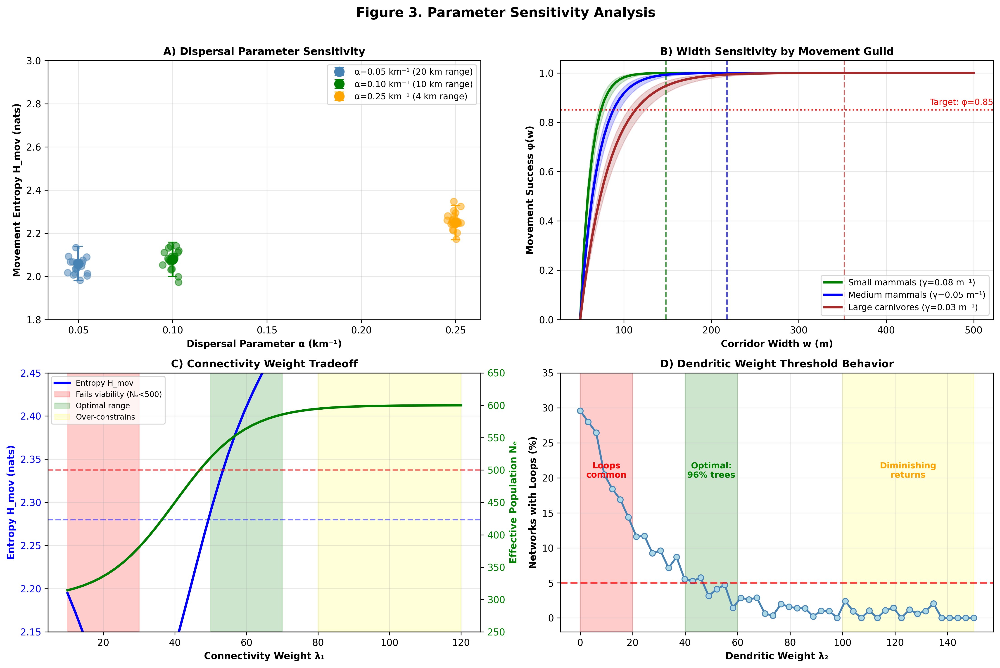 Figure 3. Parameter Sensitivity Analysis
A) Dispersal Parameter Sensitivity
3.0
2.8
2.6
2.4
2.2
2.0
1.8
Movement Entropy H_mov (nats)
α=0.05 km⁻¹ (20 km range)
α=0.10 km⁻¹ (10 km range)
α=0.25 km⁻¹ (4 km range)
0.05 0.10 0.15 0.20 0.25
Dispersal Parameter α (km⁻¹)
B) Width Sensitivity by Movement Guild
1.0
0.8
0.6
0.4
0.2
0.0
Movement Success φ(w)
Target: φ=0.85
Small mammals (γ=0.08 m⁻¹)
Medium mammals (γ=0.05 m⁻¹)
Large carnivores (γ=0.03 m⁻¹)
100 200 300 400 500
Corridor Width w (m)
C) Connectivity Weight Tradeoff
2.45
2.40
2.35
2.30
2.25
2.20
2.15
Entropy H_mov (nats)
Entropy H_mov
Fails viability (Nₑ<500)
Optimal range
Over-constrains
650
600
550
500
450
400
350
300
250
Effective Population Nₑ
20 40 60 80 100 120
Connectivity Weight λ₁
D) Dendritic Weight Threshold Behavior
35
30
25
20
15
10
5
0
Networks with Loops (%)
Loops
common
Optimal:
96% trees
Diminishing
returns
0 20 40 60 80 100 120 140
Dendritic Weight λ₂